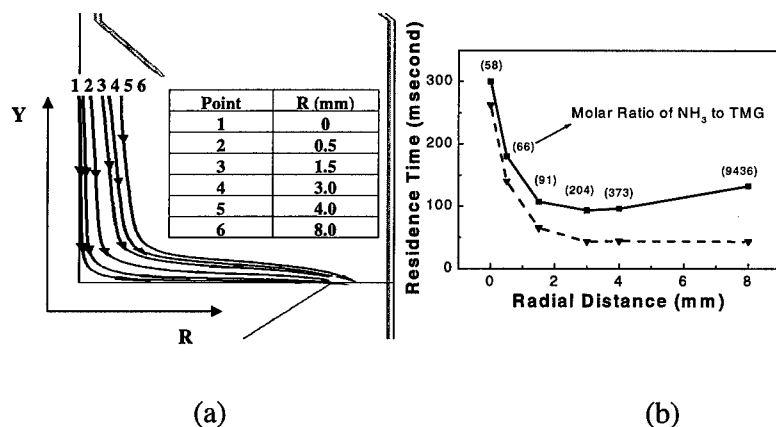 1 2 3 4 5 6
Y
R
Point R (mm)
1 0
2 0.5
3 1.5
4 3.0
5 4.0
6 8.0
(a)
Residence Time (msecond)
300
200
100
0
(58)
(66)
(91)
(204)
(373)
(9436)
Molar Ratio of NH₃ to TMG
0 2 4 6 8
Radial Distance (mm)
(b)